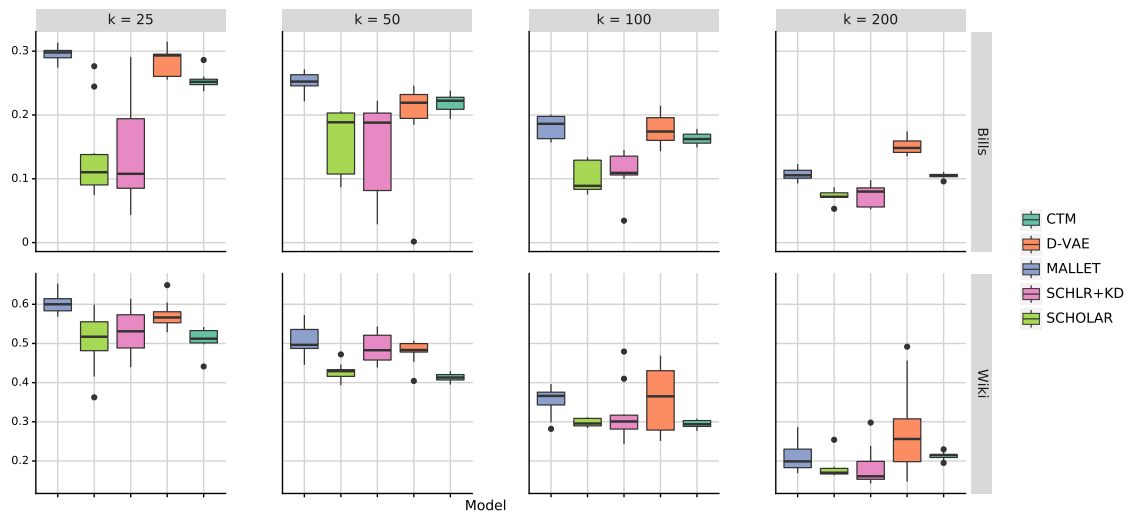 k = 25
k = 50
k = 100
k = 200
0.3
0.2
0.1
0
Bills
0.6
0.5
0.4
0.3
0.2
Wiki
Model
CTM
D-VAE
MALLET
SCHLR+KD
SCHOLAR